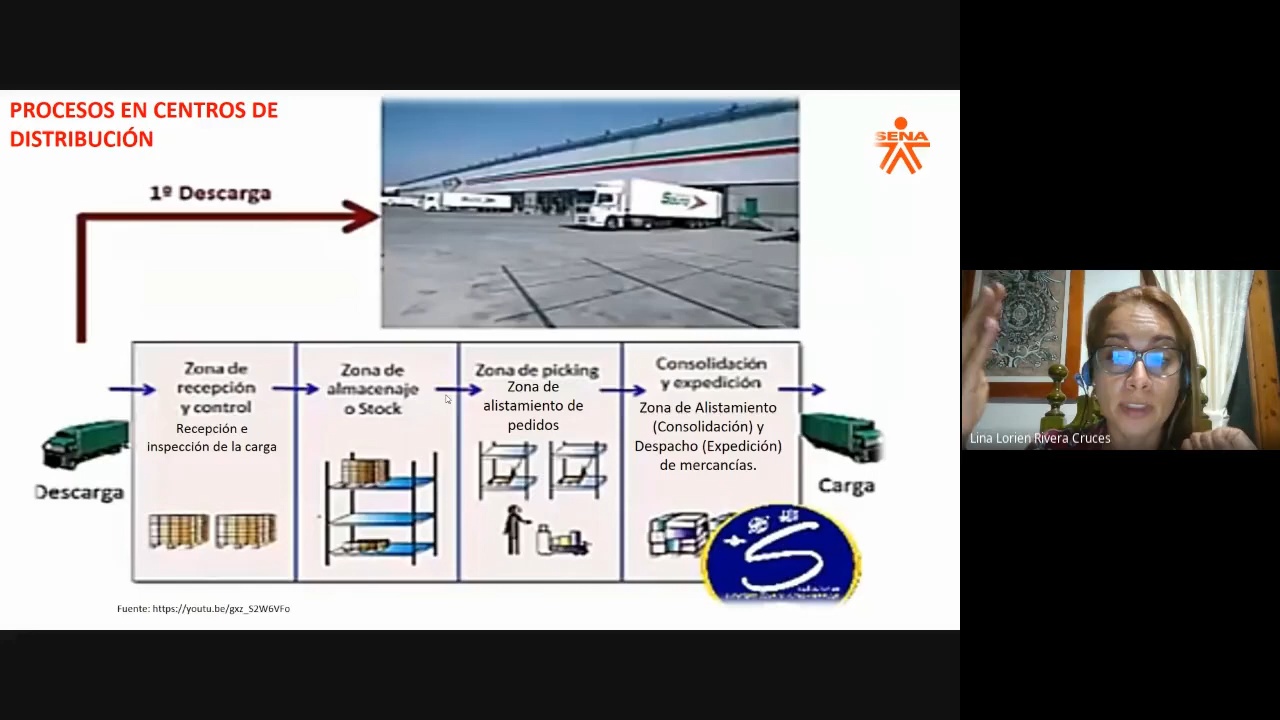 PROCESOS EN CENTROS DE
DISTRIBUCIÓN
SENA
1º Descarga
Zona de
recepción
y control
Recepción e
inspección de la carga
Zona de
almacenaje
o Stock
Zona de picking
Zona de
alistamiento de
pedidos
Consolidación
y expedición
Zona de Alistamiento
(Consolidación) y
Despacho (Expedición)
de mercancías.
Descarga
Carga
S
Fuente: https://youtu.be/gxz_S2W6VFo
Lina Lorien Rivera Cruces